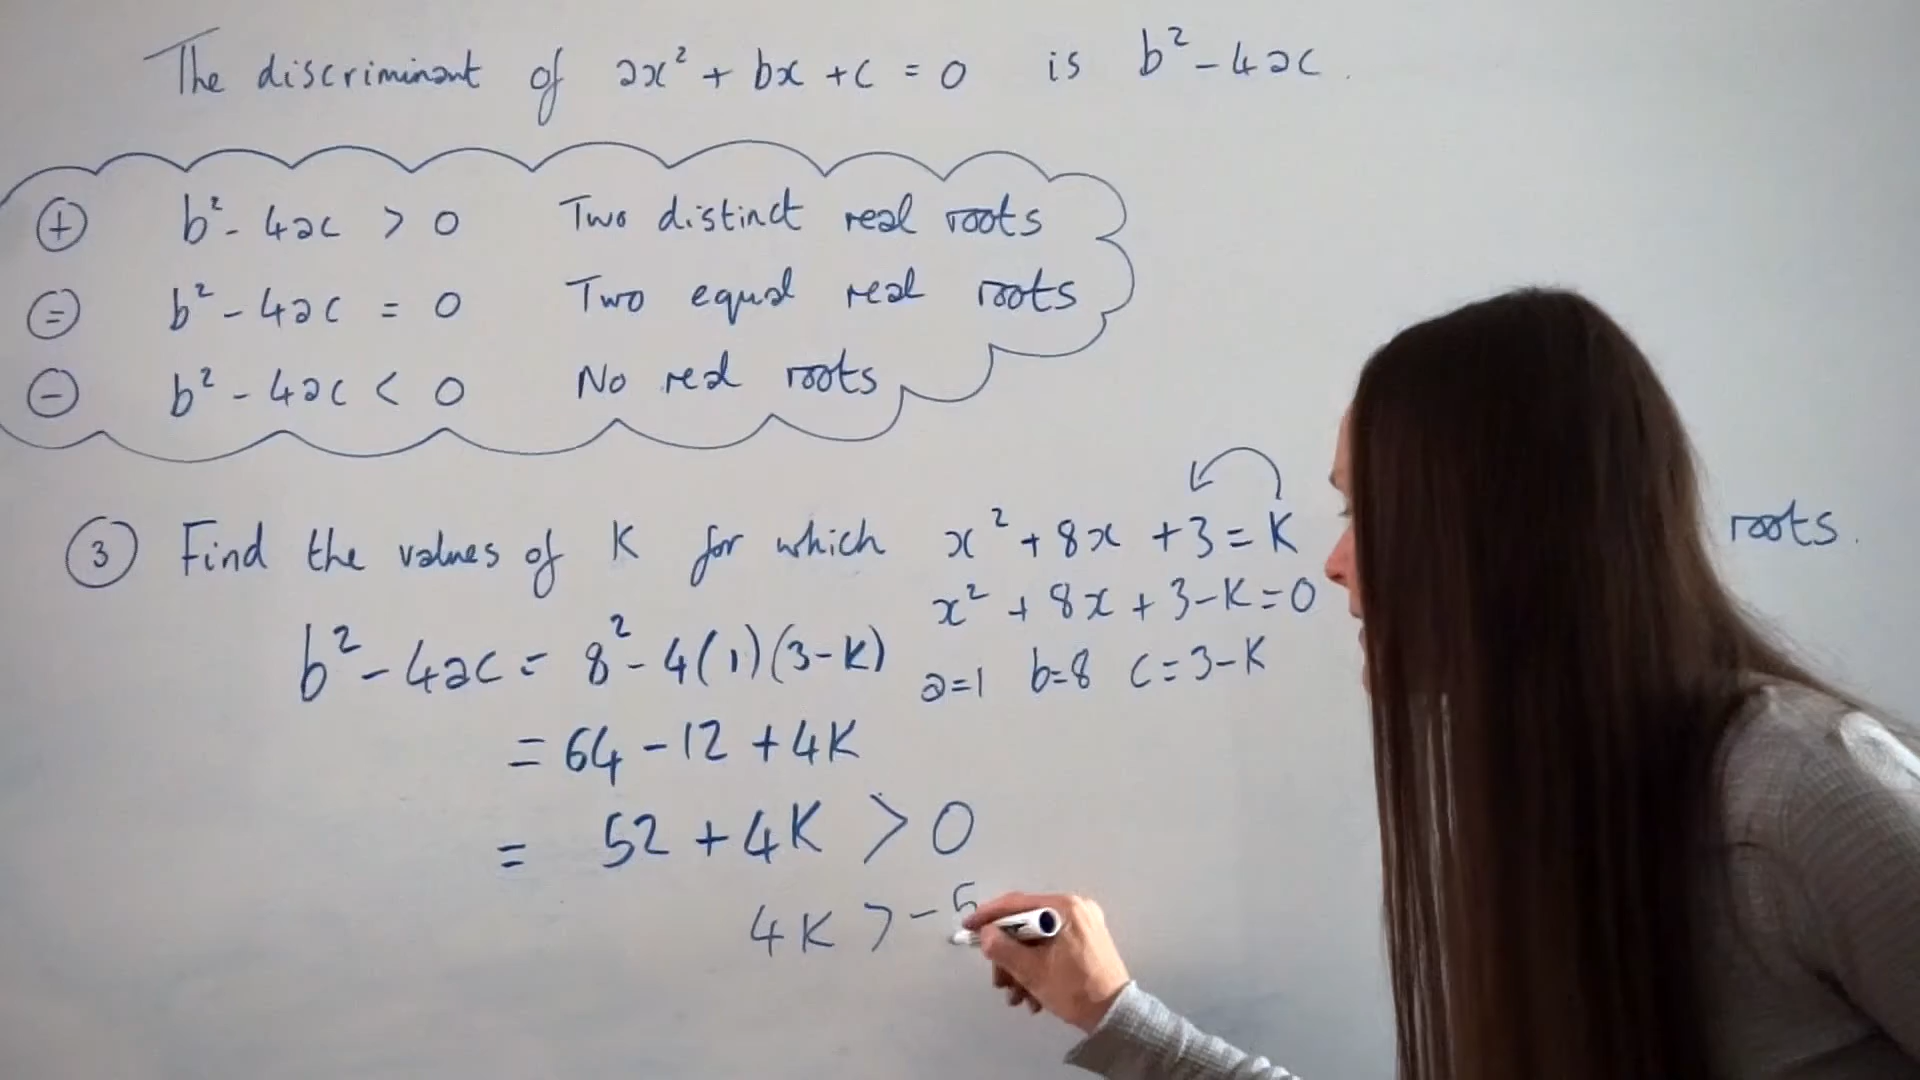 The discriminant of ax² + bx + c = 0 is b² - 4ac.
+ b² - 4ac > 0 Two distinct real roots
= b² - 4ac = 0 Two equal real roots
- b² - 4ac < 0 No real roots
3 Find the values of K for which x² + 8x + 3 = K roots.
x² + 8x + 3 - K = 0
b² - 4ac = 8² - 4(1)(3-K) a=1 b=8 c=3-K
= 64 - 12 + 4K
= 52 + 4K > 0
4K > -5